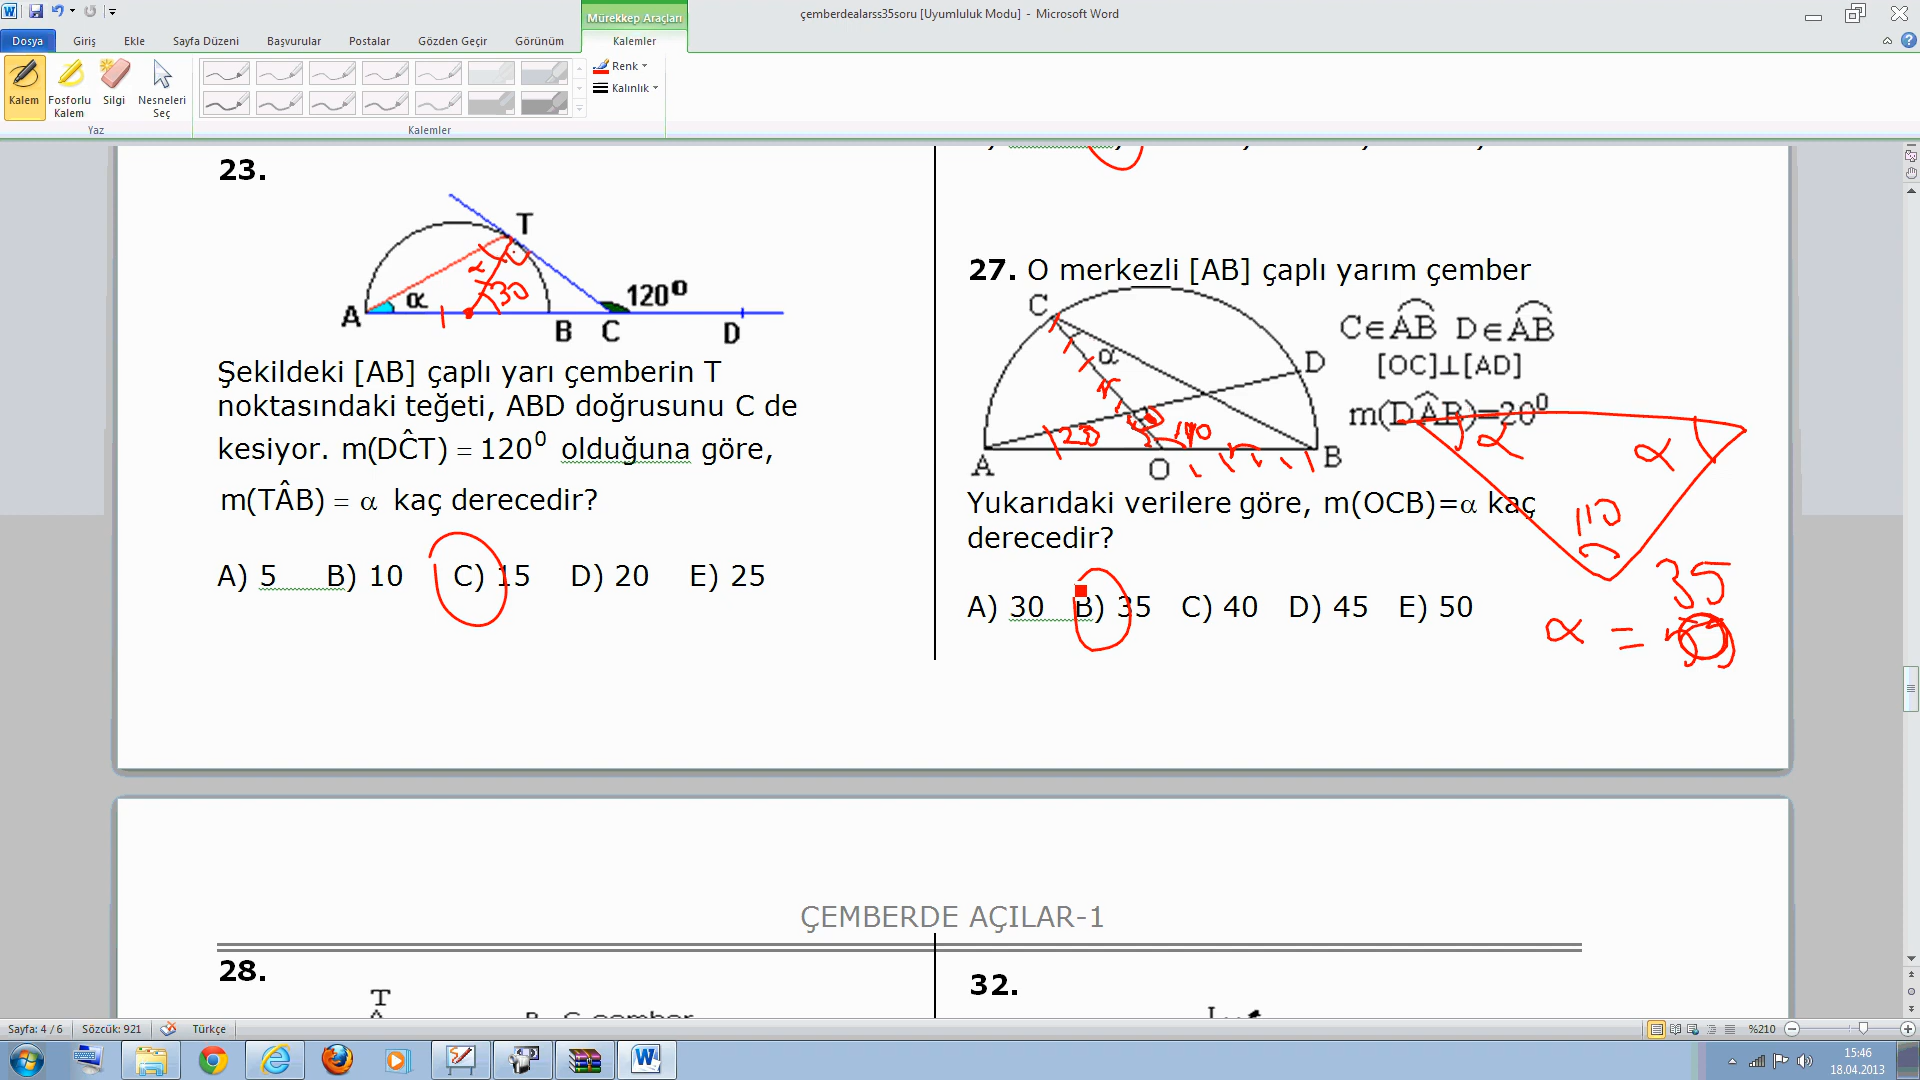 çemberdealarss35soru [Uyumluluk Modu] - Microsoft Word
Mürekkep Araçları
Dosya Giriş Ekle Sayfa Düzeni Başvurular Postalar Gözden Geçir Görünüm Kalemler
Kalem
Fosforlu Kalem
Silgi
Nesneleri Seç
Renk
Kalınlık
Yaz
Kalemler
23.
T
A
α
α
30
120⁰
B C D
Şekildeki [AB] çaplı yarı çemberin T
noktasındaki teğeti, ABD doğrusunu C de
kesiyor. m(DĈT) = 120⁰ olduğuna göre,
m(TÂB) = α kaç derecedir?
A) 5 B) 10 C) 15 D) 20 E) 25
27. O merkezli [AB] çaplı yarım çember
C
α
D
r
A
O
B
C∈AB D∈AB
[OC]⊥[AD]
m(DAB)=20⁰
α
α
110
Yukarıdaki verilere göre, m(OCB)=α kaç
derecedir?
A) 30 B) 35 C) 40 D) 45 E) 50
35
α =
ÇEMBERDE AÇILAR-1
28.
T
32.
Sayfa: 4 / 6 Sözcük: 921 Türkçe %210
15:46
18.04.2013